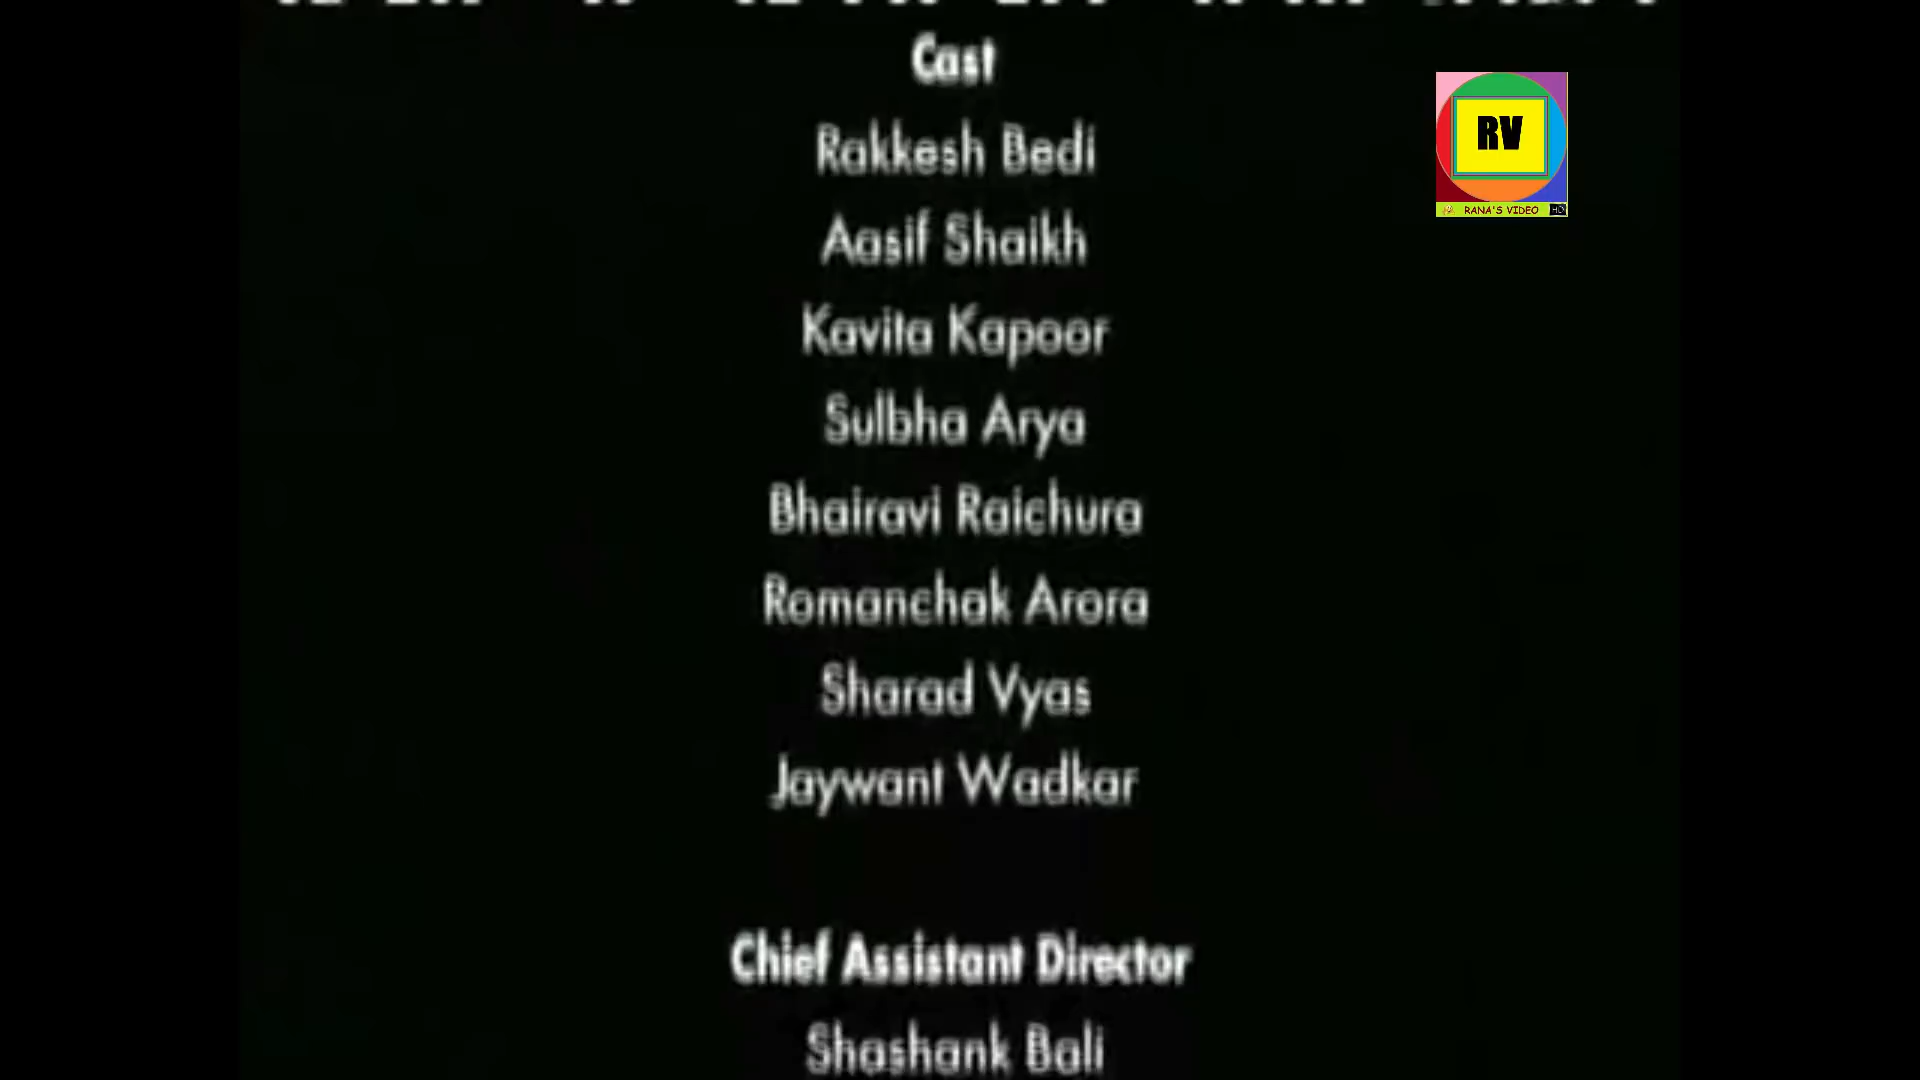 Cast
Rakkesh Bedi
Aasif Shaikh
Kavita Kapoor
Sulbha Arya
Bhairavi Raichura
Romanchak Arora
Sharad Vyas
Jaywant Wadkar
Chief Assistant Director
Shashank Bali
RV
RANA'S VIDEO HD